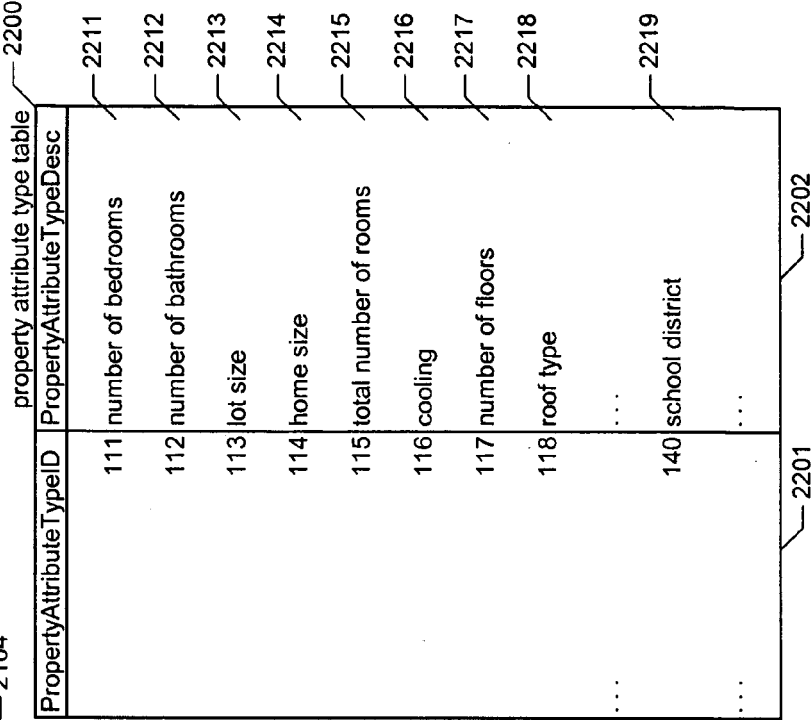 2164
property attribute type table 2200
PropertyAttributeTypeID PropertyAttributeTypeDesc
111 number of bedrooms 2211
112 number of bathrooms 2212
113 lot size 2213
114 home size 2214
115 total number of rooms 2215
116 cooling 2216
117 number of floors 2217
118 roof type 2218
... ...
140 school district 2219
... ...
2201 2202